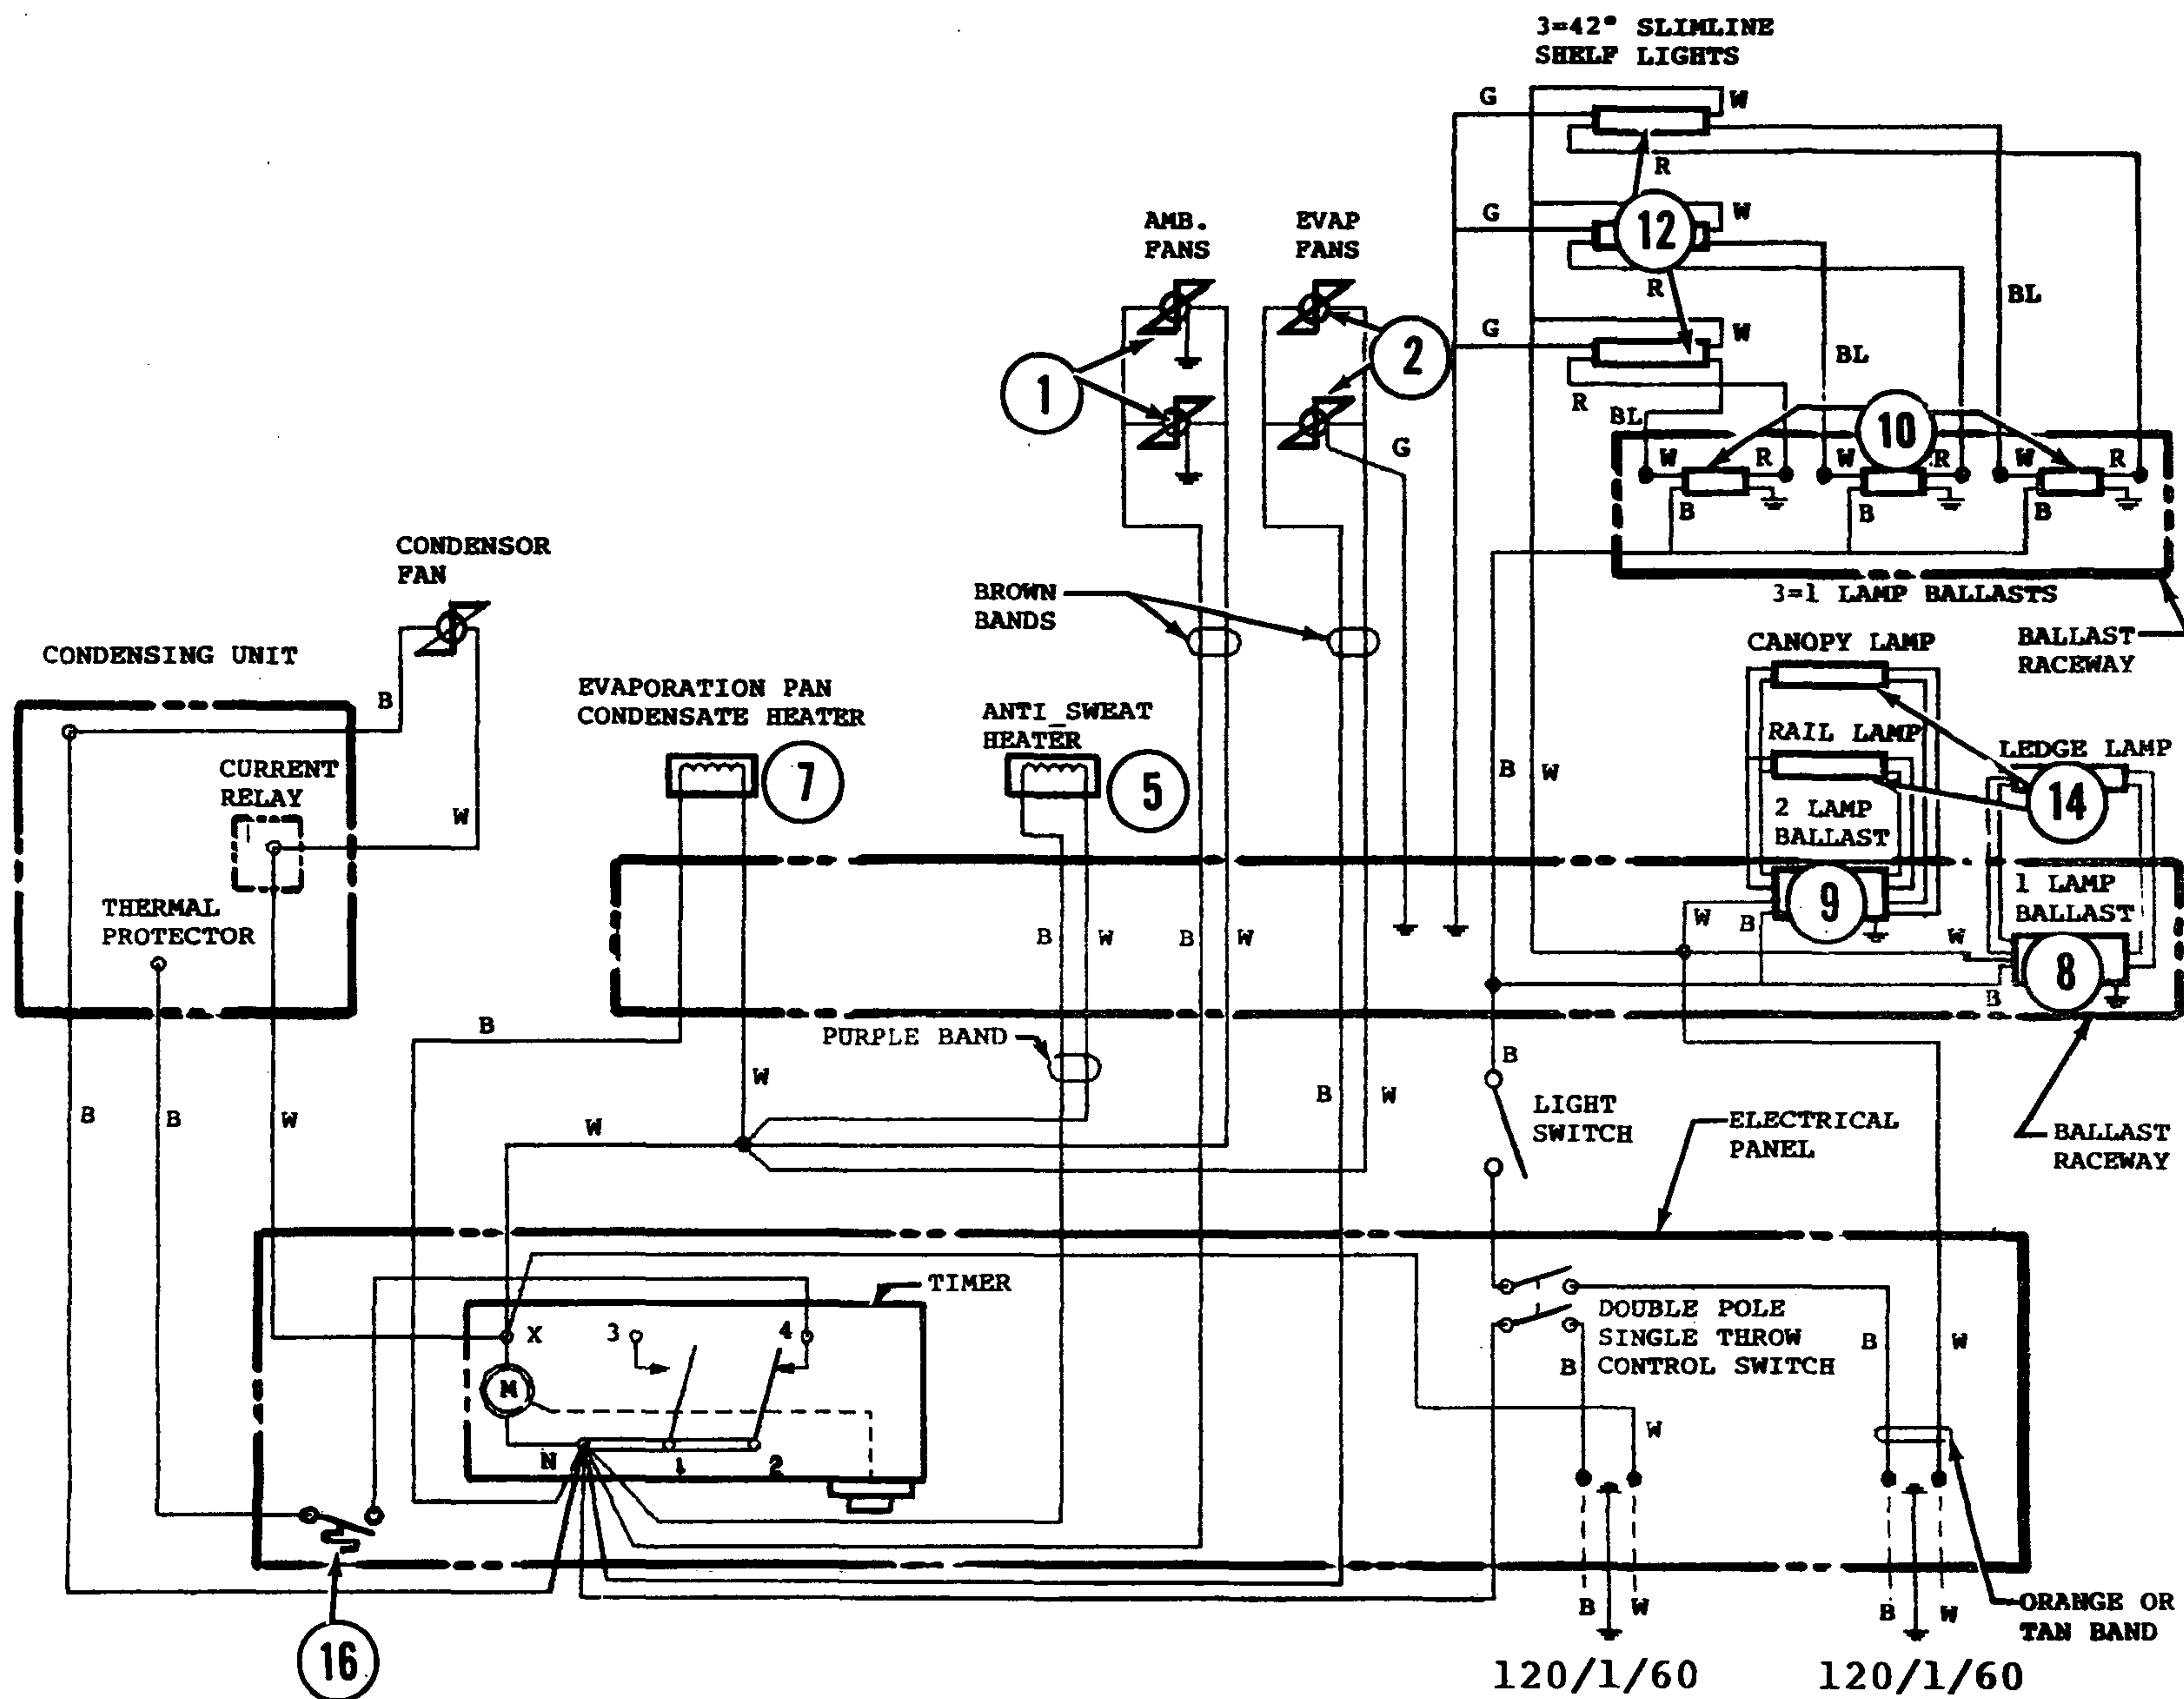 3=42" SLIMLINE
SHELF LIGHTS
G
W
R
AMB.
FANS
EVAP
FANS
G
12
W
R
BL
1
2
G
W
BL
R
BL
10
G
W
R
W
R
W
R
B
B
B
CONDENSOR
FAN
BROWN
BANDS
3=1 LAMP BALLASTS
BALLAST
RACEWAY
CONDENSING UNIT
CANOPY LAMP
B
EVAPORATION PAN
CONDENSATE HEATER
ANTI_SWEAT
HEATER
RAIL LAMP
LEDGE LAMP
CURRENT
RELAY
7
5
B
W
14
W
2 LAMP
BALLAST
THERMAL
PROTECTOR
1 LAMP
BALLAST
9
B
W
B
W
W
B
W
8
B
B
PURPLE BAND
B
W
B
B
W
W
B
W
LIGHT
SWITCH
ELECTRICAL
PANEL
BALLAST
RACEWAY
TIMER
X
3
4
DOUBLE POLE
SINGLE THROW
CONTROL SWITCH
B
B
W
M
W
N
1
2
16
B
W
B
W
ORANGE OR
TAN BAND
120/1/60
120/1/60